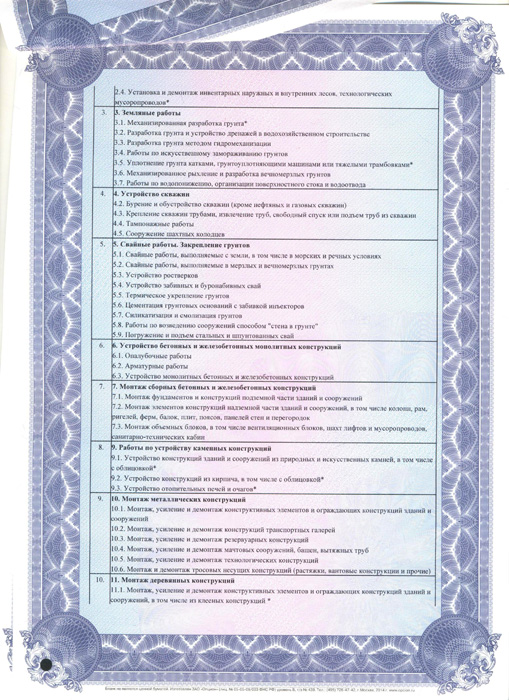 2.4. Установка и демонтаж инвентарных наружных и внутренних лесов, технологических
мусоропроводов*
3. 3. Земляные работы
3.1. Механизированная разработка грунта*
3.2. Разработка грунта и устройство дренажей в водохозяйственном строительстве
3.3. Разработка грунта методом гидромеханизации
3.4. Работы по искусственному замораживанию грунтов
3.5. Уплотнение грунта катками, грунтоуплотняющими машинами или тяжелыми трамбовками*
3.6. Механизированное рыхление и разработка вечномерзлых грунтов
3.7. Работы по водопонижению, организации поверхностного стока и водоотвода
4. 4. Устройство скважин
4.2. Бурение и обустройство скважин (кроме нефтяных и газовых скважин)
4.3. Крепление скважин трубами, извлечение труб, свободный спуск или подъем труб из скважин
4.4. Тампонажные работы
4.5. Сооружение шахтных колодцев
5. 5. Свайные работы. Закрепление грунтов
5.1. Свайные работы, выполняемые с земли, в том числе в морских и речных условиях
5.2. Свайные работы, выполняемые в мерзлых и вечномерзлых грунтах
5.3. Устройство ростверков
5.4. Устройство забивных и буронабивных свай
5.5. Термическое укрепление грунтов
5.6. Цементация грунтовых оснований с забивкой инъекторов
5.7. Силикатизация и смолизация грунтов
5.8. Работы по возведению сооружений способом "стена в грунте"
5.9. Погружение и подъем стальных и шпунтованных свай
6. 6. Устройство бетонных и железобетонных монолитных конструкций
6.1. Опалубочные работы
6.2. Арматурные работы
6.3. Устройство монолитных бетонных и железобетонных конструкций
7. 7. Монтаж сборных бетонных и железобетонных конструкций
7.1. Монтаж фундаментов и конструкций подземной части зданий и сооружений
7.2. Монтаж элементов конструкций надземной части зданий и сооружений, в том числе колонн, рам,
ригелей, ферм, балок, плит, поясов, панелей стен и перегородок
7.3. Монтаж объемных блоков, в том числе вентиляционных блоков, шахт лифтов и мусоропроводов,
санитарно-технических кабин
8. 9. Работы по устройству каменных конструкций
9.1. Устройство конструкций зданий и сооружений из природных и искусственных камней, в том числе
с облицовкой*
9.2. Устройство конструкций из кирпича, в том числе с облицовкой*
9.3. Устройство отопительных печей и очагов*
9. 10. Монтаж металлических конструкций
10.1. Монтаж, усиление и демонтаж конструктивных элементов и ограждающих конструкций зданий и
сооружений
10.2. Монтаж, усиление и демонтаж конструкций транспортных галерей
10.3. Монтаж, усиление и демонтаж резервуарных конструкций
10.4. Монтаж, усиление и демонтаж мачтовых сооружений, башен, вытяжных труб
10.5. Монтаж, усиление и демонтаж технологических конструкций
10.6. Монтаж и демонтаж тросовых несущих конструкций (растяжки, вантовые конструкции и прочие)
10. 11. Монтаж деревянных конструкций
11.1. Монтаж, усиление и демонтаж конструктивных элементов и ограждающих конструкций зданий и
сооружений, в том числе из клееных конструкций *